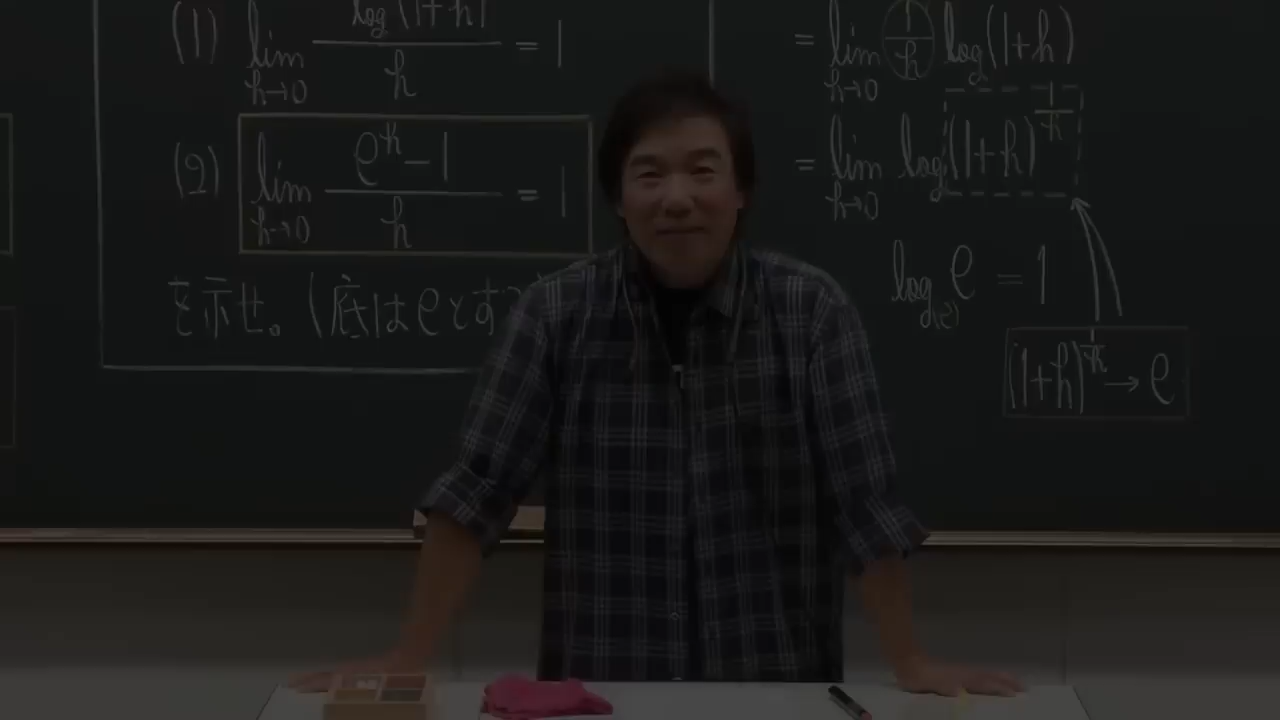 (1) lim h→0 log(1+h)/h = 1
(2) lim h→0 (e^h − 1)/h = 1
を示せ。(底はeとす
= lim h→0 1/h log(1+h)
= lim h→0 log(1+h)^(1/h)
log(e) e = 1
(1+h)^(1/h) → e